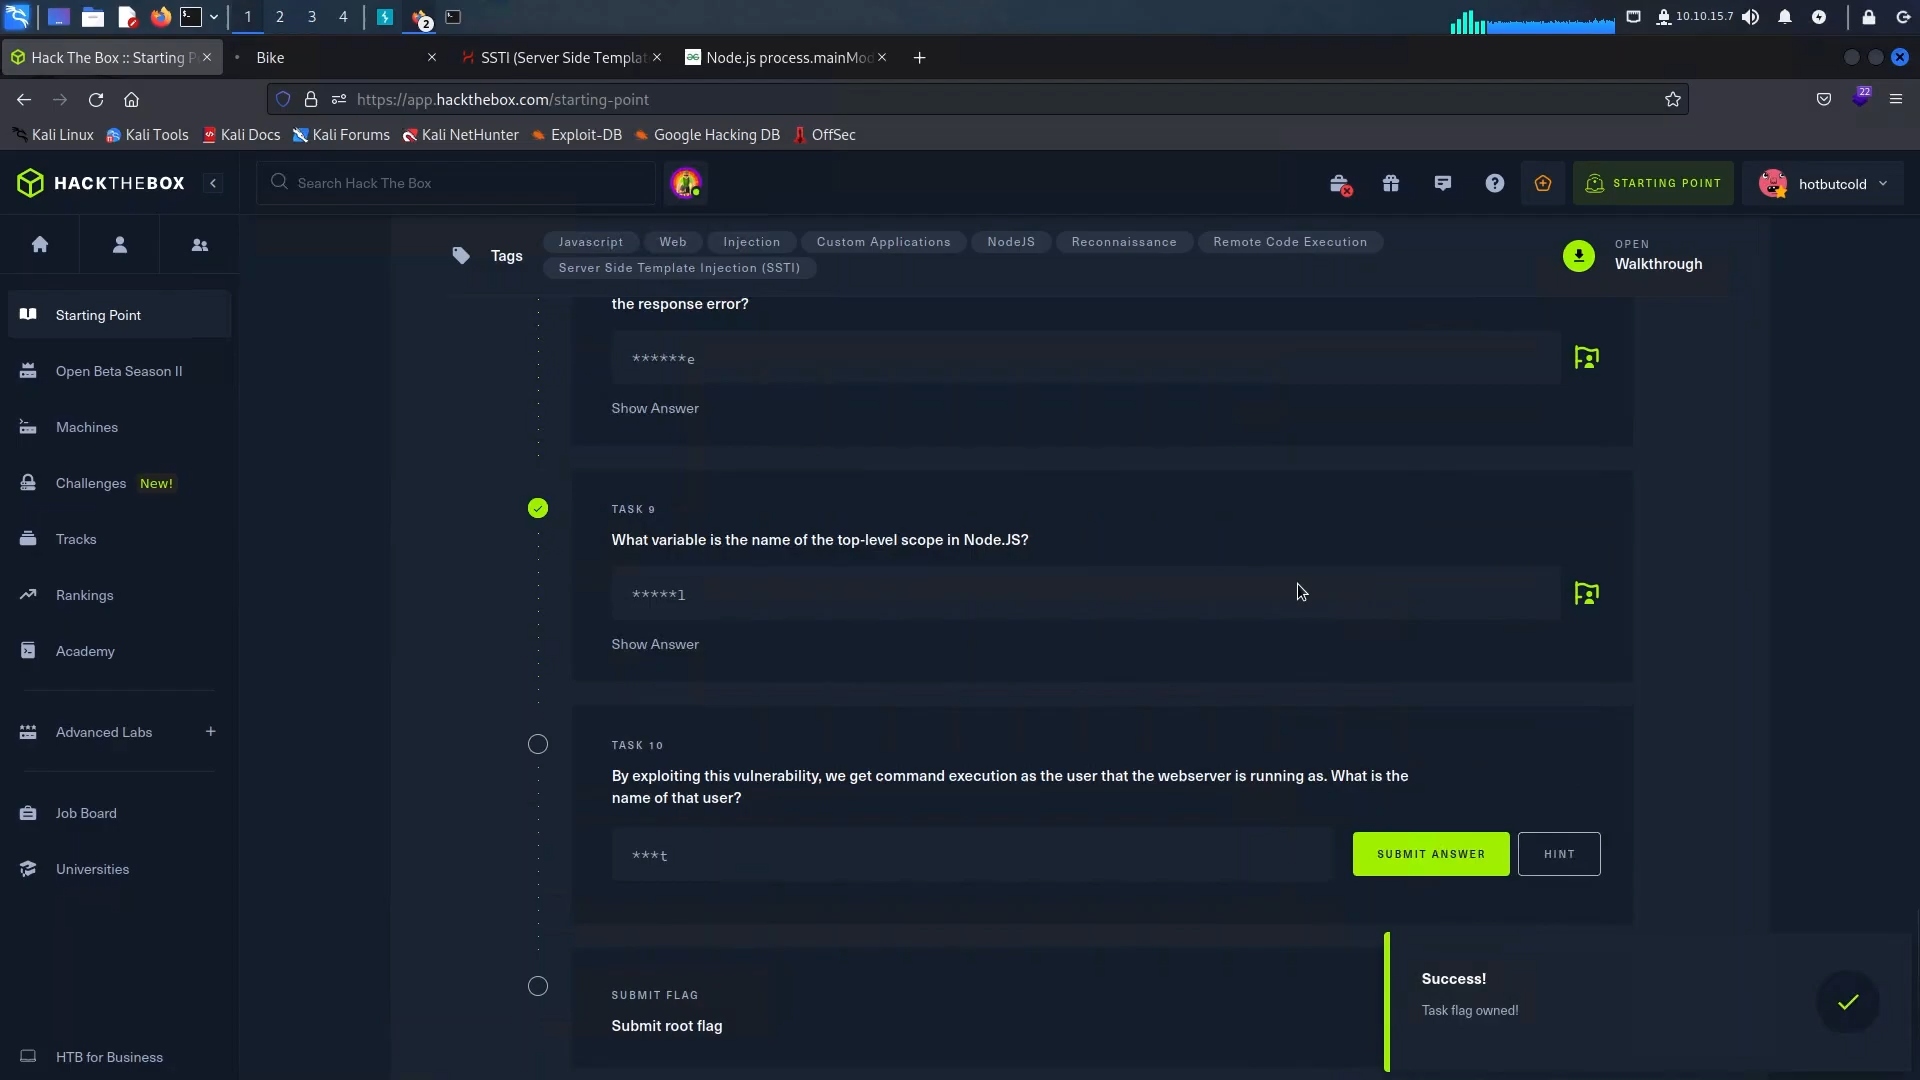 1
2
3
4
2
10.10.15.7
Hack The Box :: Starting P
Bike
SSTI (Server Side Templat
Node.js process.mainMod
https://app.hackthebox.com/starting-point
22
Kali Linux
Kali Tools
Kali Docs
Kali Forums
Kali NetHunter
Exploit-DB
Google Hacking DB
OffSec
HACKTHEBOX
Search Hack The Box
STARTING POINT
hotbutcold
Starting Point
Open Beta Season II
Machines
Challenges New!
Tracks
Rankings
Academy
Advanced Labs
Job Board
Universities
HTB for Business
Tags
Javascript
Web
Injection
Custom Applications
NodeJS
Reconnaissance
Remote Code Execution
Server Side Template Injection (SSTI)
OPEN
Walkthrough
the response error?
******e
Show Answer
TASK 9
What variable is the name of the top-level scope in Node.JS?
*****l
Show Answer
TASK 10
By exploiting this vulnerability, we get command execution as the user that the webserver is running as. What is the
name of that user?
***t
SUBMIT ANSWER
HINT
SUBMIT FLAG
Submit root flag
Success!
Task flag owned!